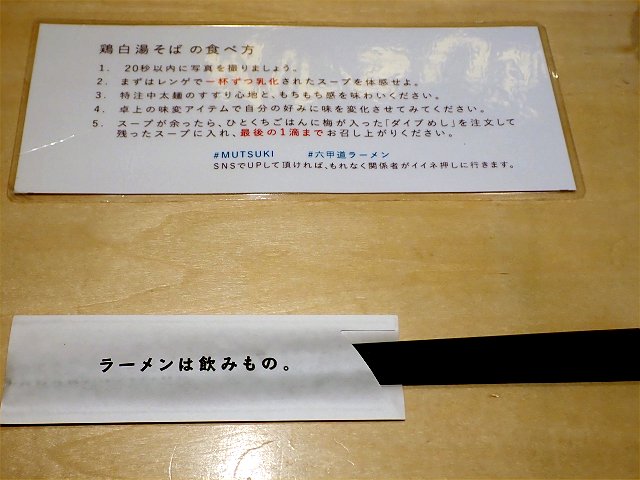 鶏白湯そばの食べ方
1. 20秒以内に写真を撮りましょう。
2. まずはレンゲで一杯ずつ乳化されたスープを体感せよ。
3. 特注中太麺のすすり心地と、もちもち感を味わいください。
4. 卓上の味変アイテムで自分の好みに味を変化させてみてください。
5. スープが余ったら、ひとくちごはんに梅が入った「ダイブめし」を注文して
残ったスープに入れ、最後の1滴までお召し上がりください。
#MUTSUKI #六甲道ラーメン
SNSでUPして頂ければ、もれなく関係者がイイネ押しに行きます。
ラーメンは飲みもの。